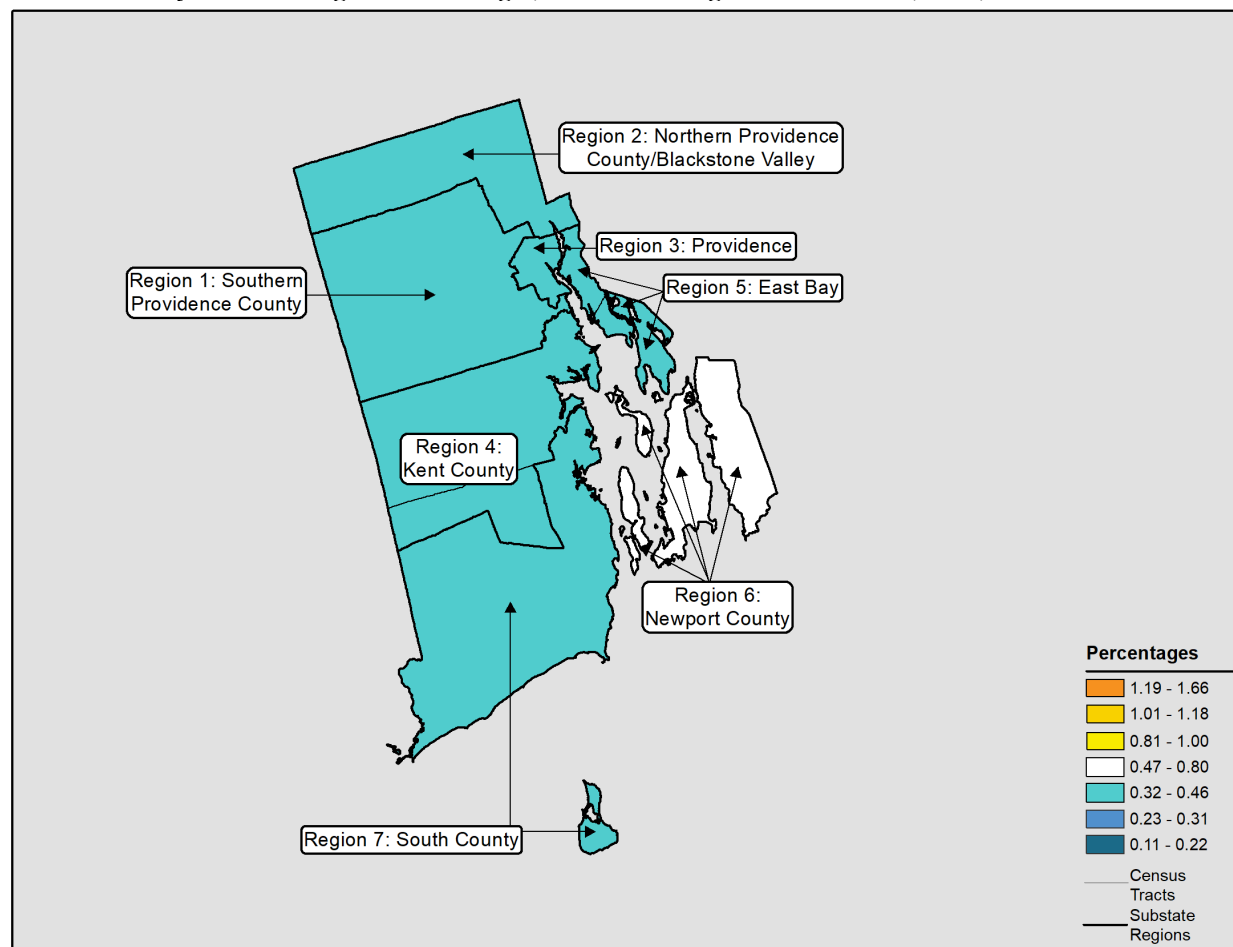 Region 2: Northern Providence
County/Blackstone Valley
Region 3: Providence
Region 1: Southern
Providence County
Region 5: East Bay
Region 4:
Kent County
Region 6:
Newport County
Region 7: South County
Percentages
1.19 - 1.66
1.01 - 1.18
0.81 - 1.00
0.47 - 0.80
0.32 - 0.46
0.23 - 0.31
0.11 - 0.22
Census
Tracts
Substate
Regions